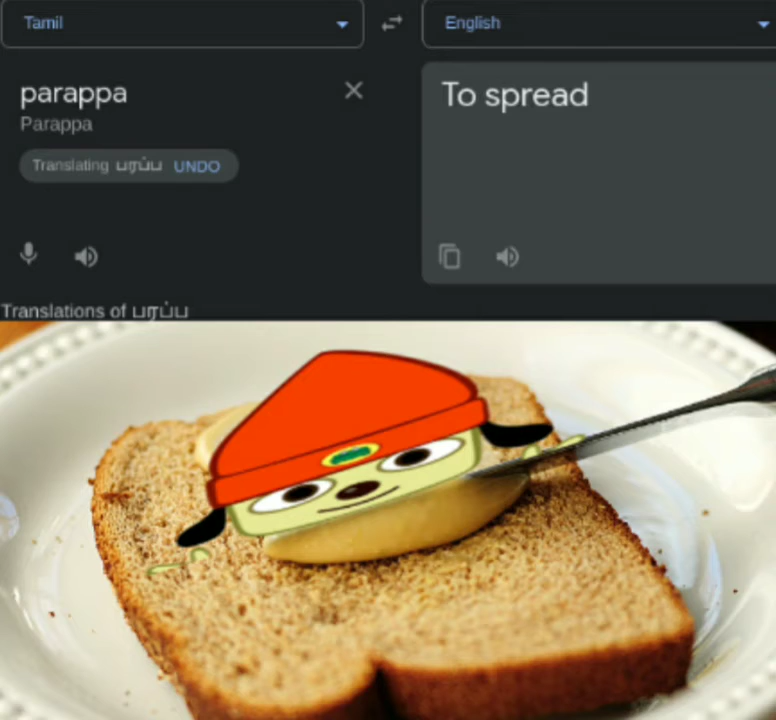 Tamil
English
parappa
Parappa
Translating பரப்ப UNDO
To spread
Translations of பரப்ப